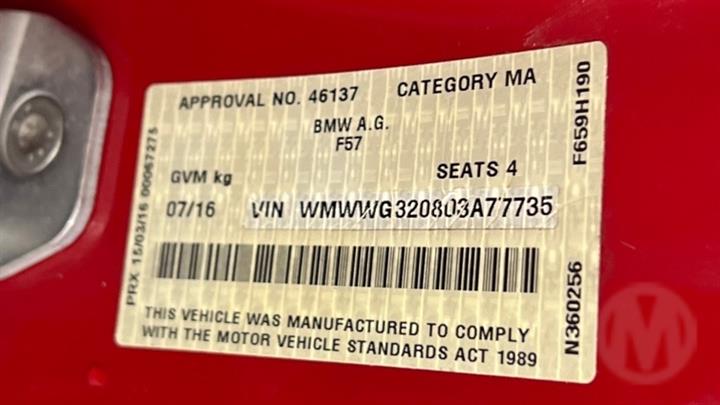 APPROVAL NO. 46137 CATEGORY MA
BMW A.G.
F57
GVM kg SEATS 4
07/16 VIN WMWWG320803A77735
THIS VEHICLE WAS MANUFACTURED TO COMPLY
WITH THE MOTOR VEHICLE STANDARDS ACT 1989
PRX 15/03/16 00067275
F659H190
N360256
M